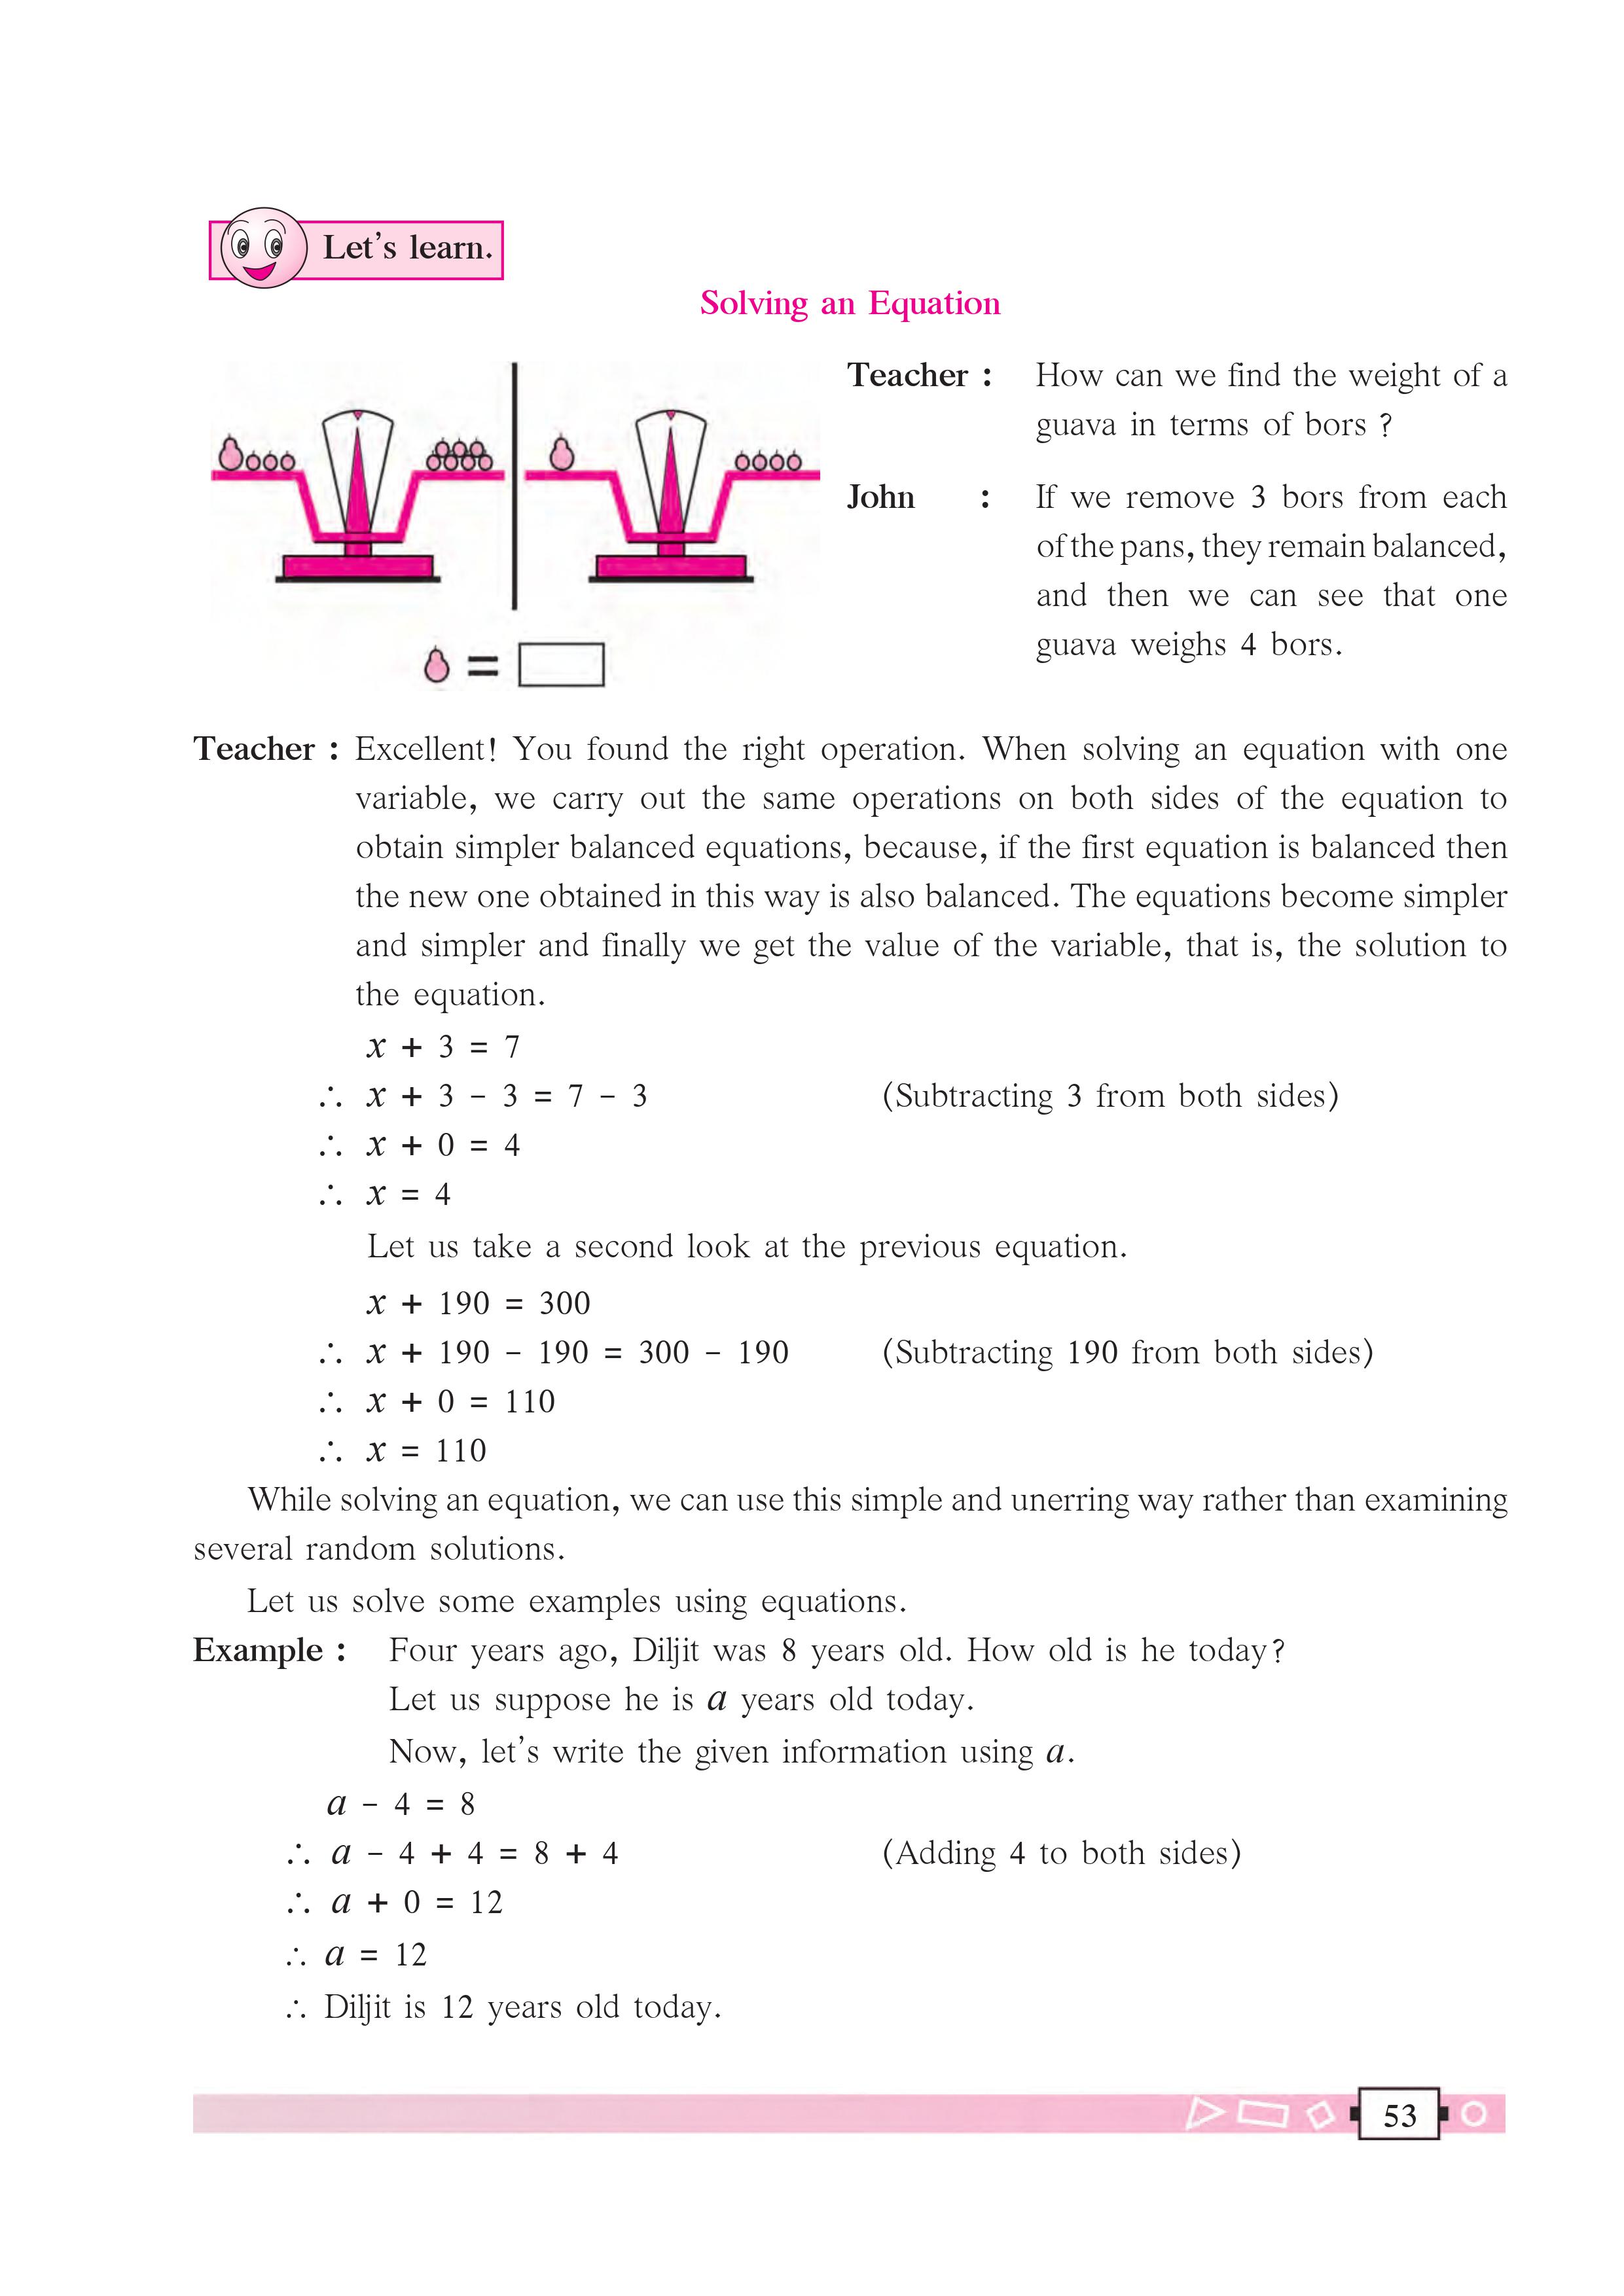 Let's learn.
Solving an Equation
Teacher : How can we find the weight of a
guava in terms of bors ?
John : If we remove 3 bors from each
of the pans, they remain balanced,
and then we can see that one
guava weighs 4 bors.
=
Teacher : Excellent! You found the right operation. When solving an equation with one
variable, we carry out the same operations on both sides of the equation to
obtain simpler balanced equations, because, if the first equation is balanced then
the new one obtained in this way is also balanced. The equations become simpler
and simpler and finally we get the value of the variable, that is, the solution to
the equation.
x + 3 = 7
∴ x + 3 - 3 = 7 - 3 (Subtracting 3 from both sides)
∴ x + 0 = 4
∴ x = 4
Let us take a second look at the previous equation.
x + 190 = 300
∴ x + 190 - 190 = 300 - 190 (Subtracting 190 from both sides)
∴ x + 0 = 110
∴ x = 110
While solving an equation, we can use this simple and unerring way rather than examining
several random solutions.
Let us solve some examples using equations.
Example : Four years ago, Diljit was 8 years old. How old is he today?
Let us suppose he is a years old today.
Now, let's write the given information using a.
a - 4 = 8
∴ a - 4 + 4 = 8 + 4 (Adding 4 to both sides)
∴ a + 0 = 12
∴ a = 12
∴ Diljit is 12 years old today.
53